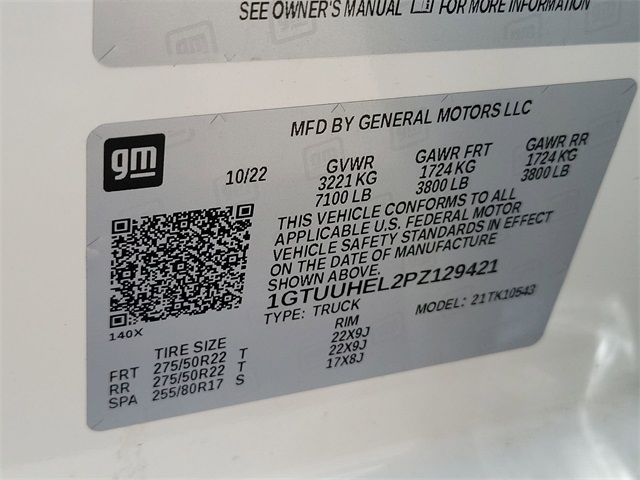 SEE OWNER'S MANUAL FOR MORE INFORMATION
MFD BY GENERAL MOTORS LLC
gm
10/22
GVWR
3221 KG
7100 LB
GAWR FRT
1724 KG
3800 LB
GAWR RR
1724 KG
3800 LB
THIS VEHICLE CONFORMS TO ALL
APPLICABLE U.S. FEDERAL MOTOR
VEHICLE SAFETY STANDARDS IN EFFECT
ON THE DATE OF MANUFACTURE
SHOWN ABOVE.
1GTUUHEL2PZ129421
TYPE: TRUCK
MODEL: 21TK10543
140X
TIRE SIZE RIM
FRT 275/50R22 T 22X9J
RR 275/50R22 T 22X9J
SPA 255/80R17 S 17X8J